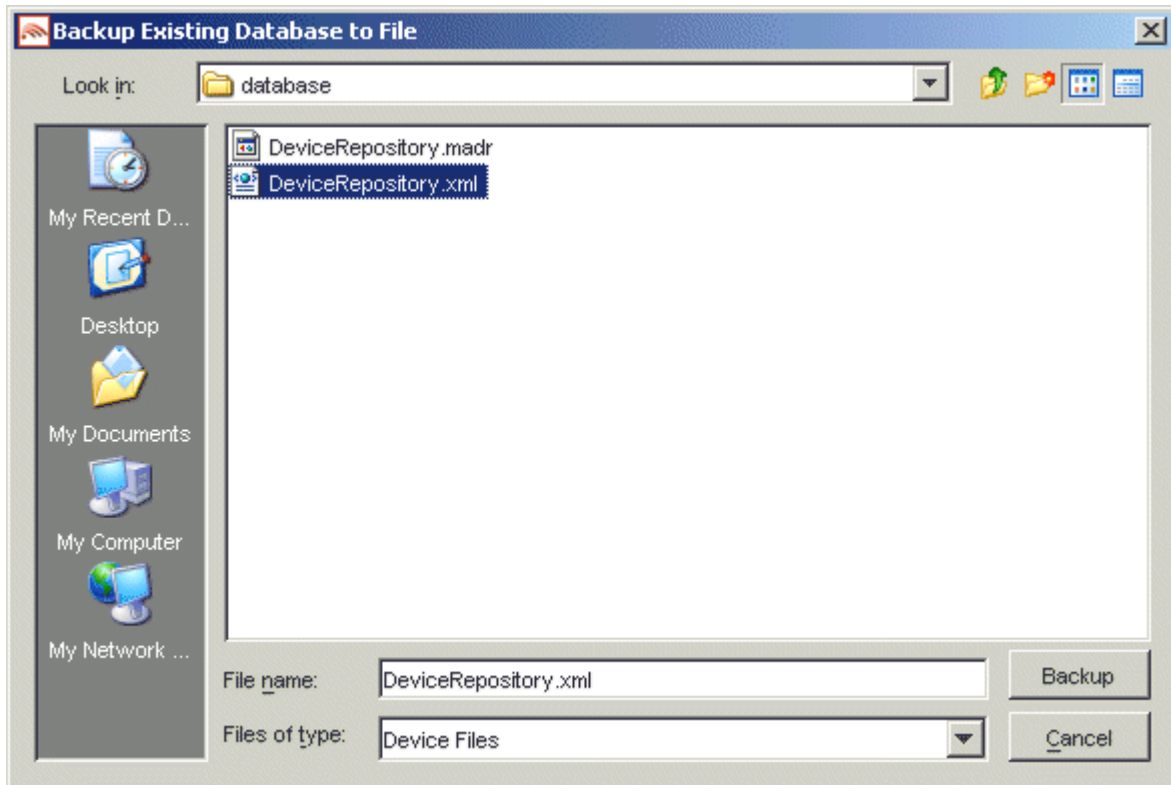 Backup Existing Database to File
Look in:
database
DeviceRepository.madr
DeviceRepository.xml
My Recent D...
Desktop
My Documents
My Computer
My Network ...
File name:
DeviceRepository.xml
Backup
Files of type:
Device Files
Cancel